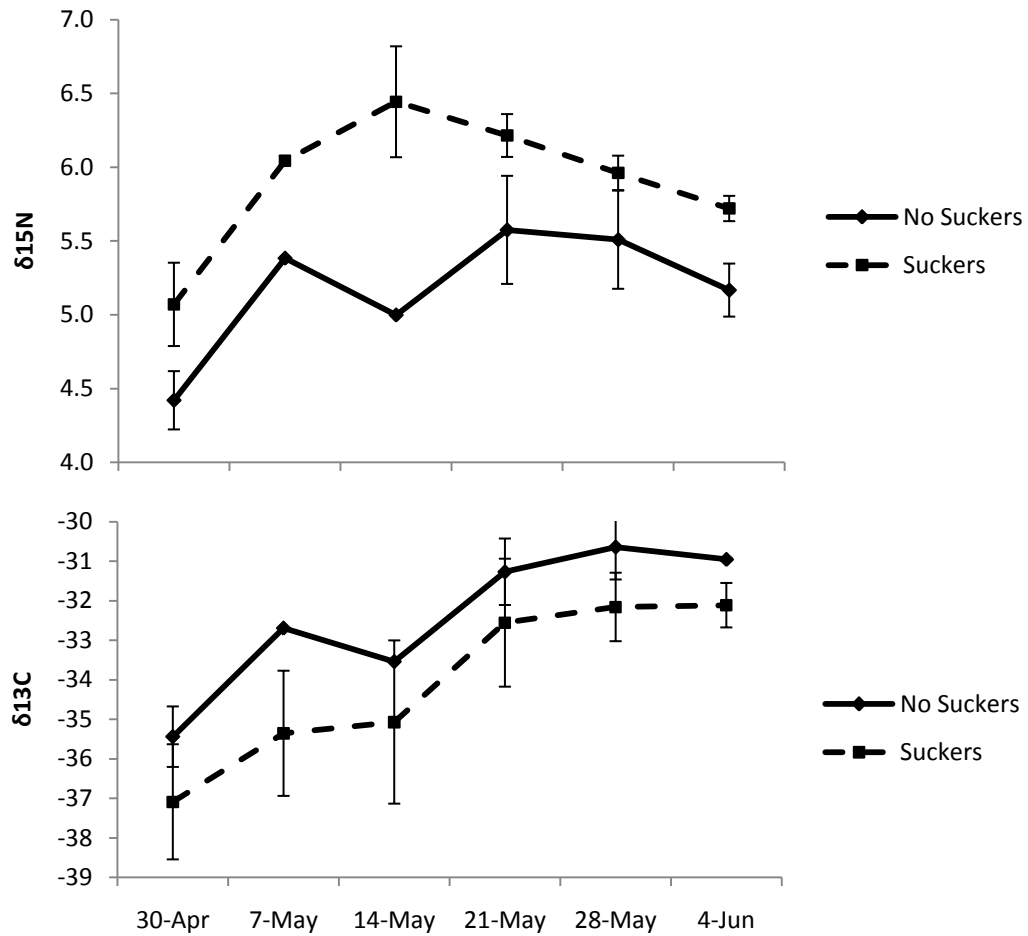 7.0
6.5
6.0
5.5
5.0
4.5
4.0
δ15N
No Suckers
Suckers
-30
-31
-32
-33
-34
-35
-36
-37
-38
-39
δ13C
No Suckers
Suckers
30-Apr 7-May 14-May 21-May 28-May 4-Jun